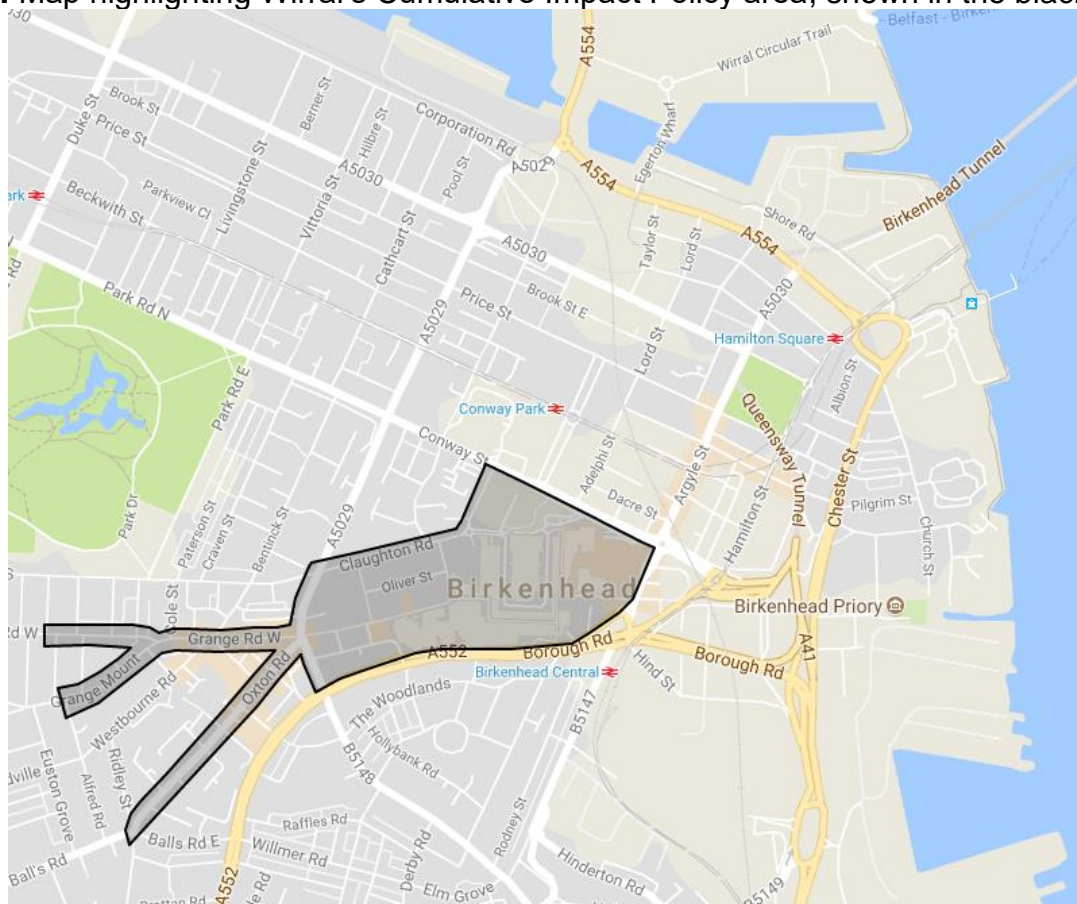 . Map highlighting Wirral's Cumulative Impact Policy area, shown in the black
A5030
A554
Belfast - Birken
Wirral Circular Trail
Brook St
Duke St
Price St
Berner St
Hilbre St
Corporation Rd
Egerton Wharf
Livingstone St
A5030
Pool St
A5029
A554
Birkenhead Tunnel
ark
Beckwith St
Parkview Cl
Vittoria St
Cathcart St
Taylor St
Lord St
Shore Rd
A554
A5030
Park Rd N
A5029
Price St
Brook St E
A5030
Lord St
Hamilton Square
Albion St
Park Rd E
Conway Park
Conway St
Adelphi St
Argyle St
Queensway Tunnel
Chester St
Dacre St
Hamilton St
Pilgrim St
Church St
Park Dr
Paterson St
Craven St
Bentinck St
A5029
Claughton Rd
Oliver St
Birkenhead
Birkenhead Priory
Cole St
Rd W
Grange Rd W
A552
Borough Rd
Borough Rd
A41
Birkenhead Central
Hind St
Grange Mount
Oxton Rd
Westbourne Rd
The Woodlands
B5147
Hollybank Rd
B5148
Euston Grove
Alfred Rd
Ridley St
Rodney St
Raffles Rd
Balls Rd E
Willmer Rd
Derby Rd
Ball's Rd
A552
Elm Grove
Hinderton Rd
B5149